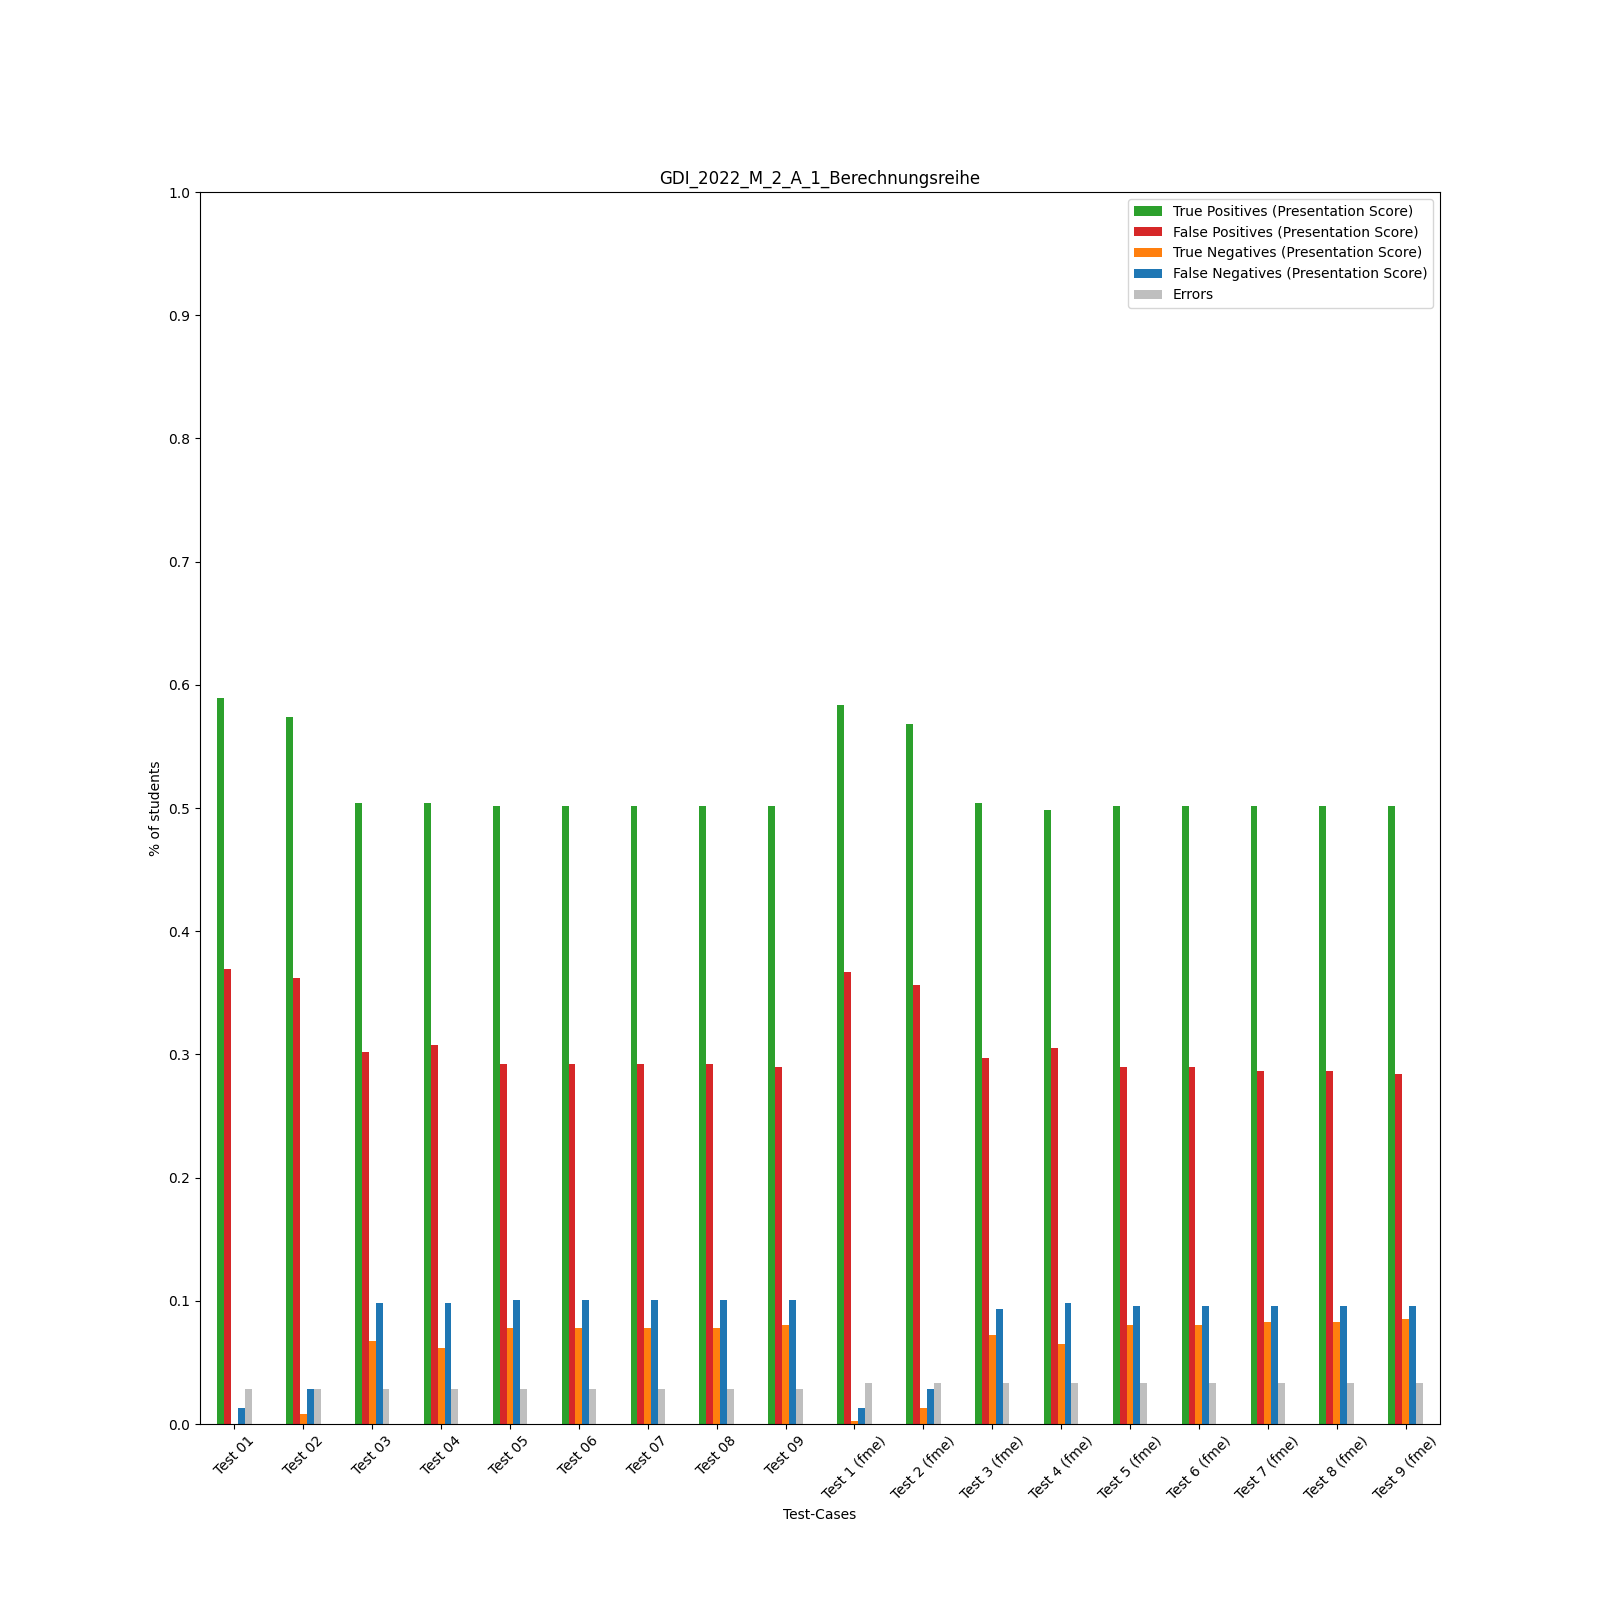 GDI_2022_M_2_A_1_Berechnungsreihe
True Positives (Presentation Score)
False Positives (Presentation Score)
True Negatives (Presentation Score)
False Negatives (Presentation Score)
Errors
1.0
0.9
0.8
0.7
0.6
0.5
0.4
0.3
0.2
0.1
0.0
% of students
Test 01
Test 02
Test 03
Test 04
Test 05
Test 06
Test 07
Test 08
Test 09
Test 1 (fme)
Test 2 (fme)
Test 3 (fme)
Test 4 (fme)
Test 5 (fme)
Test 6 (fme)
Test 7 (fme)
Test 8 (fme)
Test 9 (fme)
Test-Cases